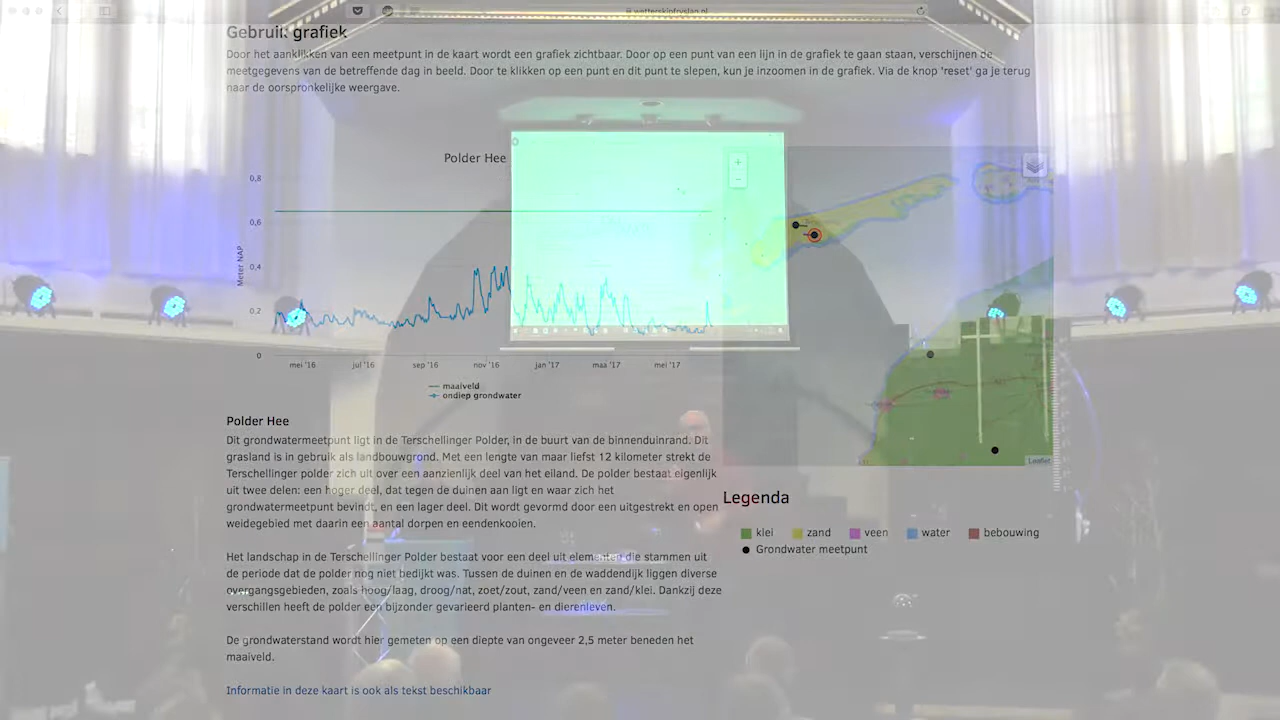 wetterskipfryslan.nl
Gebruik grafiek
Door het aanklikken van een meetpunt in de kaart wordt een grafiek zichtbaar. Door op een punt van een lijn in de grafiek te gaan staan, verschijnen de
meetgegevens van de betreffende dag in beeld. Door te klikken op een punt en dit punt te slepen, kun je inzoomen in de grafiek. Via de knop 'reset' ga je terug
naar de oorspronkelijke weergave.
Polder Hee
0,8
0,6
0,4
0,2
0
Meter NAP
mei '16
jul '16
sep '16
nov '16
jan '17
maa '17
mei '17
maaiveld
ondiep grondwater
+
−
Leaflet
Polder Hee
Dit grondwatermeetpunt ligt in de Terschellinger Polder, in de buurt van de binnenduinrand. Dit
grasland is in gebruik als landbouwgrond. Met een lengte van maar liefst 12 kilometer strekt de
Terschellinger polder zich uit over een aanzienlijk deel van het eiland. De polder bestaat eigenlijk
uit twee delen: een hoger deel, dat tegen de duinen aan ligt en waar zich het
grondwatermeetpunt bevindt, en een lager deel. Dit wordt gevormd door een uitgestrekt en open
weidegebied met daarin een aantal dorpen en eendenkooien.
Het landschap in de Terschellinger Polder bestaat voor een deel uit elementen die stammen uit
de periode dat de polder nog niet bedijkt was. Tussen de duinen en de waddendijk liggen diverse
overgangsgebieden, zoals hoog/laag, droog/nat, zoet/zout, zand/veen en zand/klei. Dankzij deze
verschillen heeft de polder een bijzonder gevarieerd planten- en dierenleven.
De grondwaterstand wordt hier gemeten op een diepte van ongeveer 2,5 meter beneden het
maaiveld.
Informatie in deze kaart is ook als tekst beschikbaar
Legenda
klei zand veen water bebouwing
Grondwater meetpunt